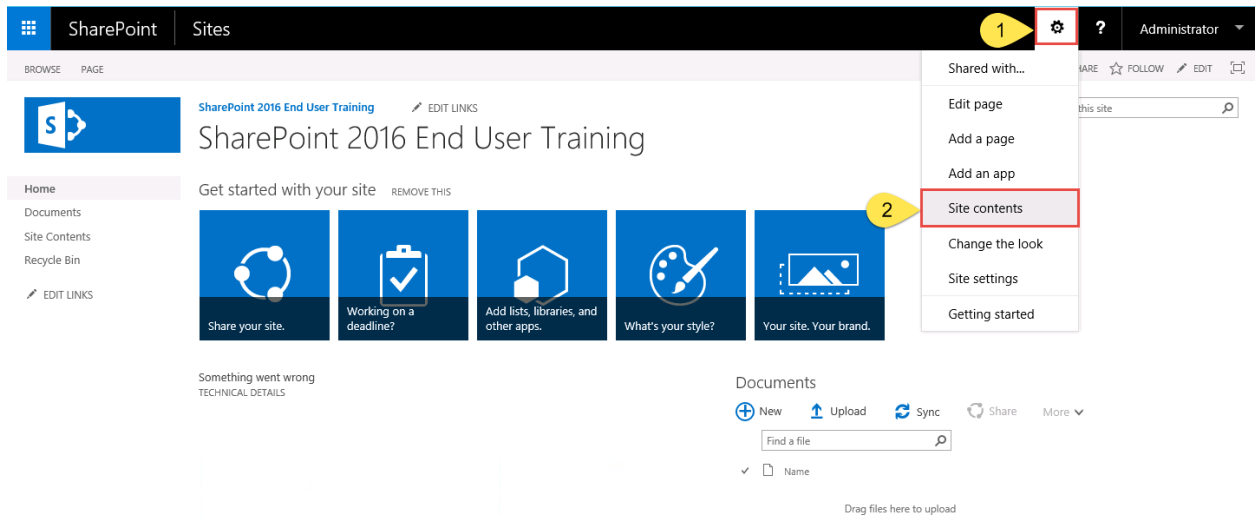 SharePoint Sites 1 ? Administrator
BROWSE PAGE
Shared with...
ARE FOLLOW EDIT
Edit page
Add a page
Add an app
2 Site contents
Change the look
Site settings
Getting started
this site
S
SharePoint 2016 End User Training EDIT LINKS
SharePoint 2016 End User Training
Home
Documents
Site Contents
Recycle Bin
EDIT LINKS
Get started with your site REMOVE THIS
Share your site.
Working on a
deadline?
Add lists, libraries, and
other apps.
What's your style?
Your site. Your brand.
Something went wrong
TECHNICAL DETAILS
Documents
New Upload Sync Share More
Find a file
Name
Drag files here to upload